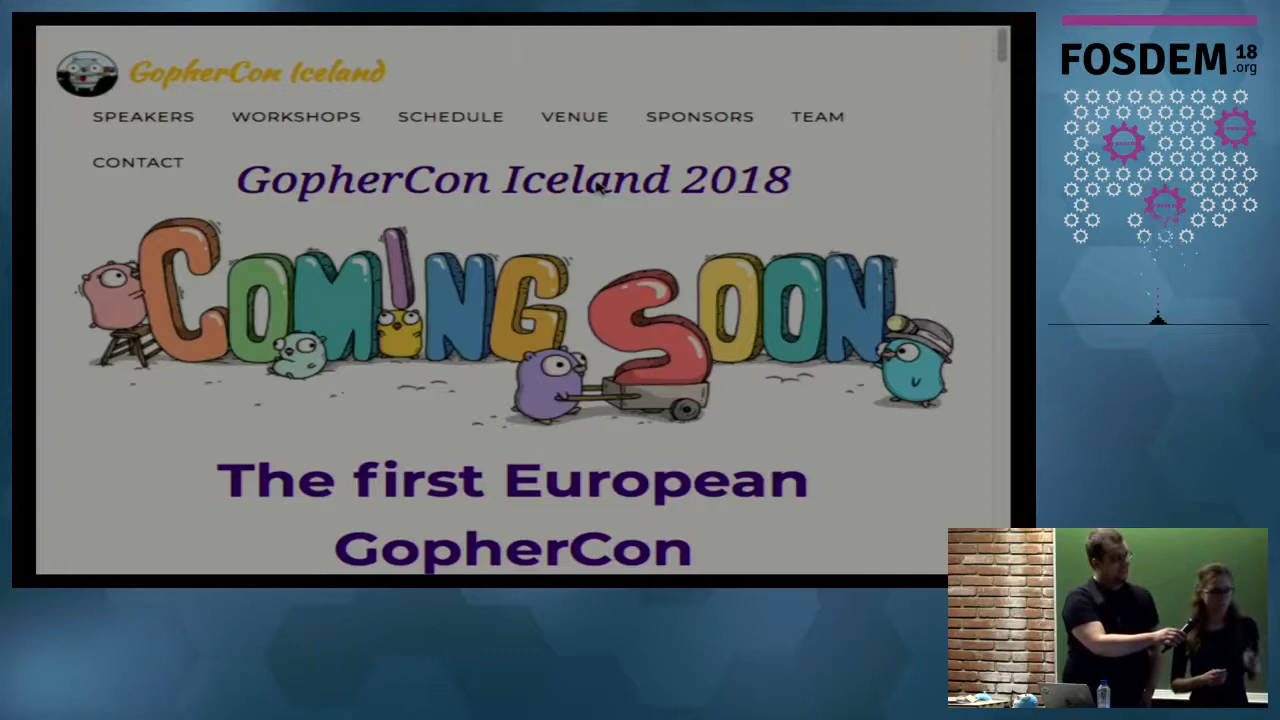 GopherCon Iceland
SPEAKERS WORKSHOPS SCHEDULE VENUE SPONSORS TEAM
CONTACT
GopherCon Iceland 2018
COMING SOON
The first European
GopherCon
FOSDEM 18
.org